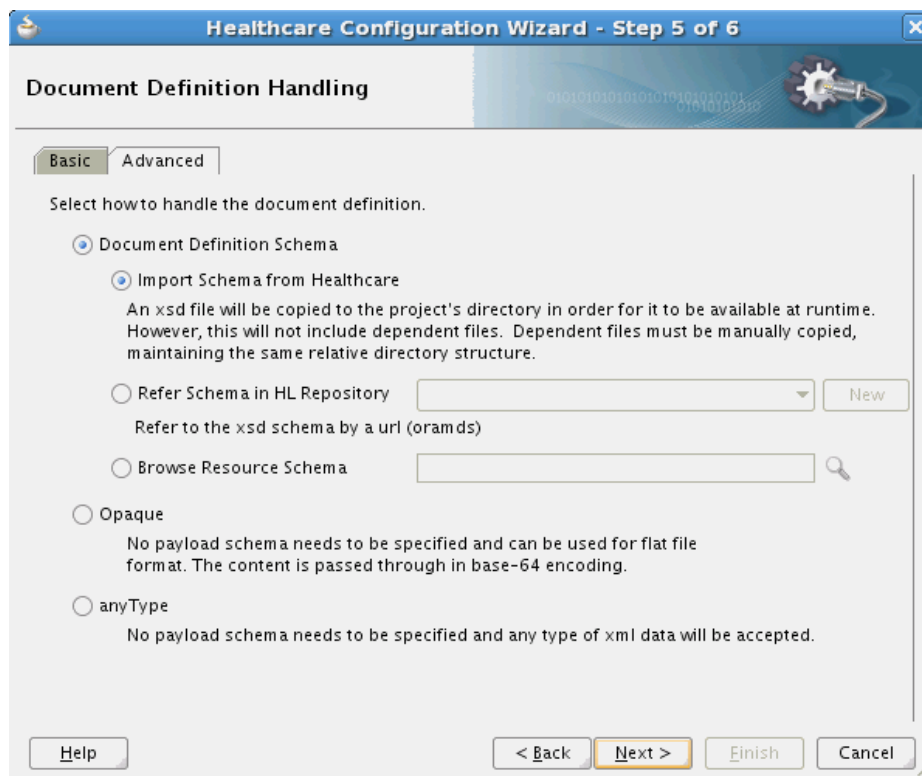 Healthcare Configuration Wizard - Step 5 of 6
Document Definition Handling
010101010101010101010101
01010101010
Basic
Advanced
Select how to handle the document definition.
Document Definition Schema
Import Schema from Healthcare
An xsd file will be copied to the project's directory in order for it to be available at runtime.
However, this will not include dependent files. Dependent files must be manually copied,
maintaining the same relative directory structure.
Refer Schema in HL Repository
New
Refer to the xsd schema by a url (oramds)
Browse Resource Schema
Opaque
No payload schema needs to be specified and can be used for flat file
format. The content is passed through in base-64 encoding.
anyType
No payload schema needs to be specified and any type of xml data will be accepted.
Help
< Back
Next >
Finish
Cancel